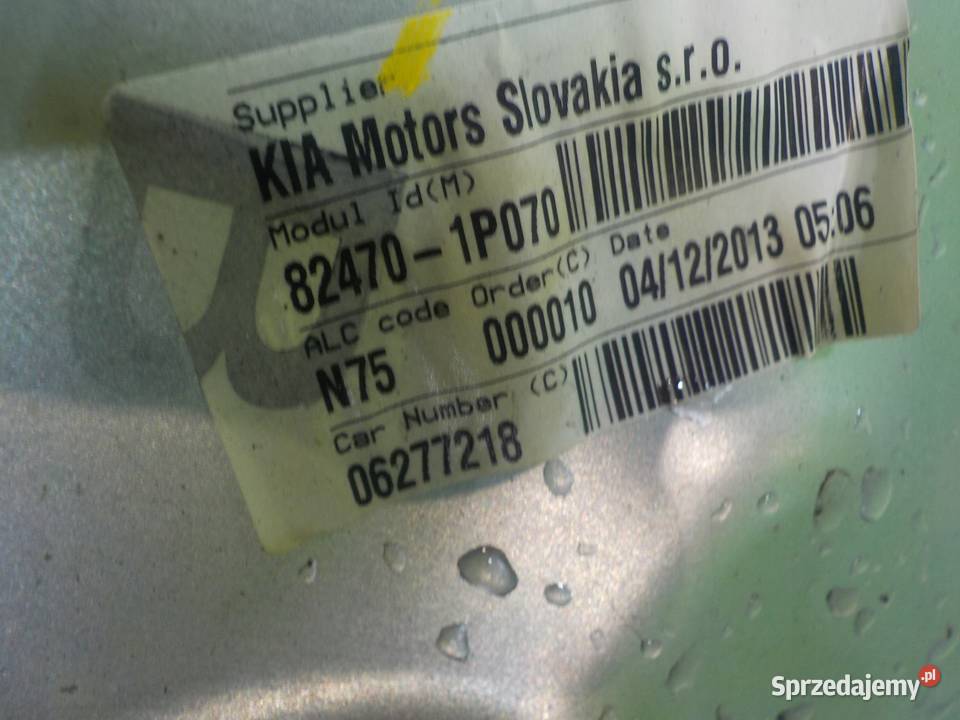 Supplier
KIA Motors Slovakia s.r.o.
Modul Id(M)
82470-1P070
ALC code Order(C) Date
N75 000010 04/12/2013 05:06
Car Number (C)
06277218
Sprzedajemy.pl